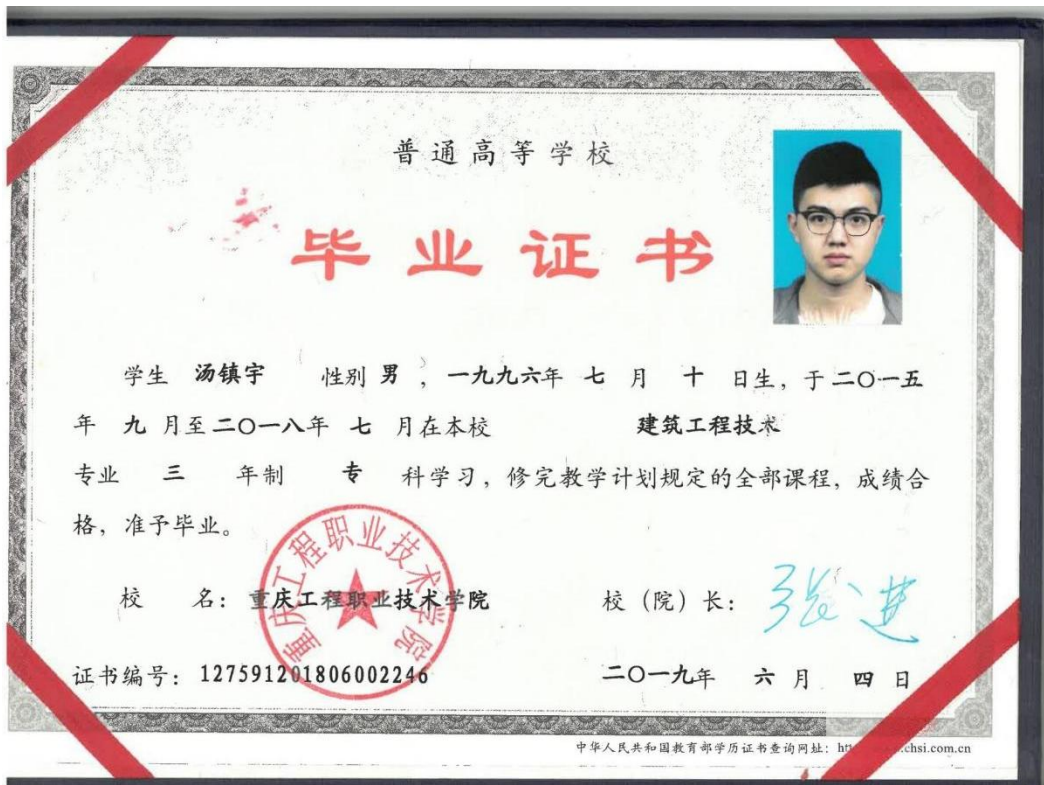 普通高等学校
毕业证书
学生 汤镇宇 性别 男 , 一九九六年 七 月 十 日生, 于二〇一五
年 九 月至二〇一八年 七 月在本校 建筑工程技术
专业 三 年制 专 科学习, 修完教学计划规定的全部课程, 成绩合
格, 准予毕业。
重庆工程职业技术学院
校 名: 重庆工程职业技术学院 校(院)长: 张进
证书编号: 127591201806002246 二〇一九年 六 月 四 日
中华人民共和国教育部学历证书查询网址: chsi.com.cn